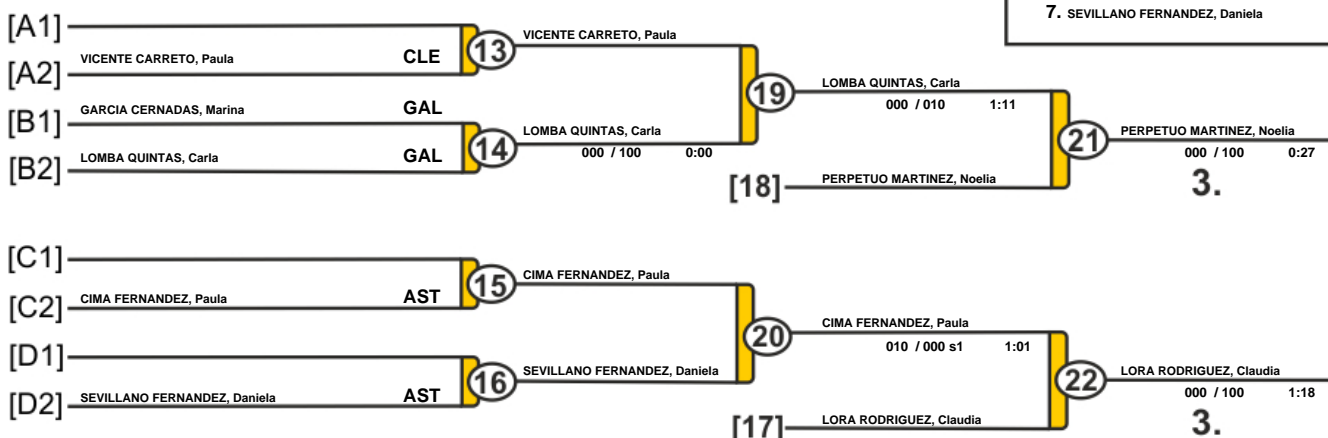 7. SEVILLANO FERNANDEZ, Daniela
[A1]
VICENTE CARRETO, Paula
[A2] VICENTE CARRETO, Paula CLE 13
LOMBA QUINTAS, Carla
19
000 / 010 1:11
[B1] GARCIA CERNADAS, Marina GAL
LOMBA QUINTAS, Carla
PERPETUO MARTINEZ, Noelia
21
[B2] LOMBA QUINTAS, Carla GAL 14
000 / 100 0:00
000 / 100 0:27
[18] PERPETUO MARTINEZ, Noelia
3.
[C1]
CIMA FERNANDEZ, Paula
[C2] CIMA FERNANDEZ, Paula AST 15
CIMA FERNANDEZ, Paula
20
010 / 000 s1 1:01
[D1]
SEVILLANO FERNANDEZ, Daniela
LORA RODRIGUEZ, Claudia
22
[D2] SEVILLANO FERNANDEZ, Daniela AST 16
000 / 100 1:18
[17] LORA RODRIGUEZ, Claudia
3.